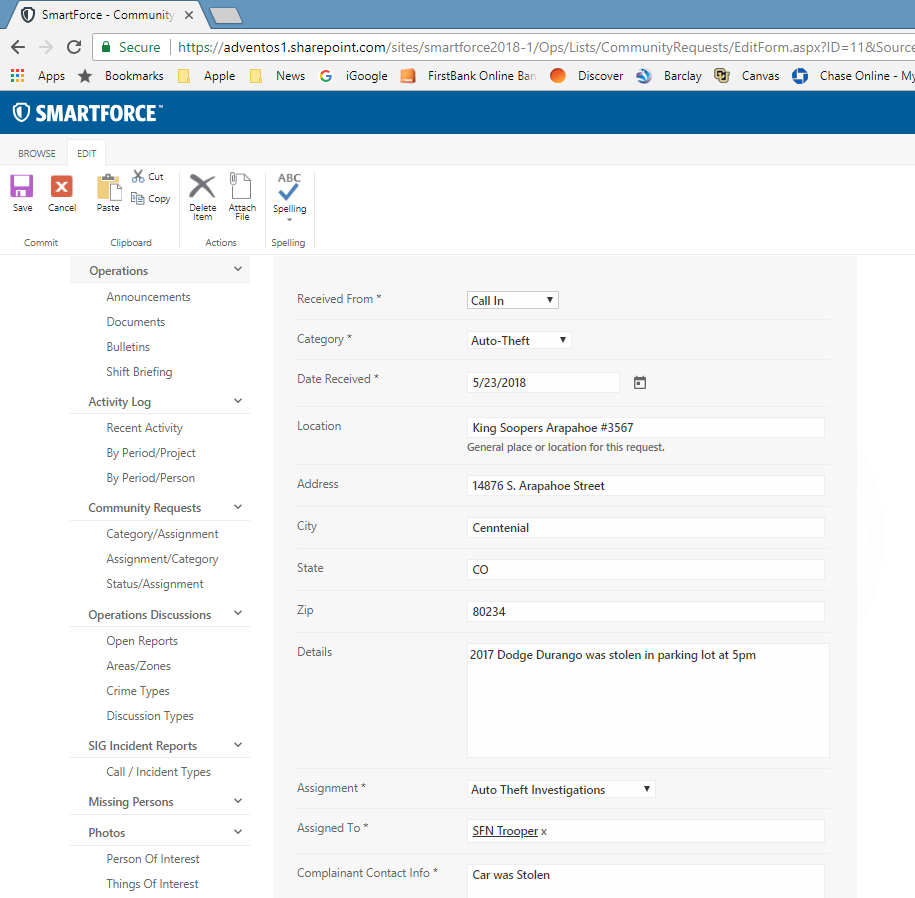 SmartForce - Community
Secure https://adventos1.sharepoint.com/sites/smartforce2018-1/Ops/Lists/CommunityRequests/EditForm.aspx?ID=11&Source
Apps Bookmarks Apple News iGoogle FirstBank Online Ban Discover Barclay Canvas Chase Online - My
SMARTFORCE™
BROWSE EDIT
Save Cancel Paste Cut Copy Delete Item Attach File ABC Spelling
Commit Clipboard Actions Spelling
Operations
Announcements
Documents
Bulletins
Shift Briefing
Activity Log
Recent Activity
By Period/Project
By Period/Person
Community Requests
Category/Assignment
Assignment/Category
Status/Assignment
Operations Discussions
Open Reports
Areas/Zones
Crime Types
Discussion Types
SIG Incident Reports
Call / Incident Types
Missing Persons
Photos
Person Of Interest
Things Of Interest
Received From * Call In
Category * Auto-Theft
Date Received * 5/23/2018
Location King Soopers Arapahoe #3567
General place or location for this request.
Address 14876 S. Arapahoe Street
City Cenntenial
State CO
Zip 80234
Details 2017 Dodge Durango was stolen in parking lot at 5pm
Assignment * Auto Theft Investigations
Assigned To * SFN Trooper x
Complainant Contact Info * Car was Stolen